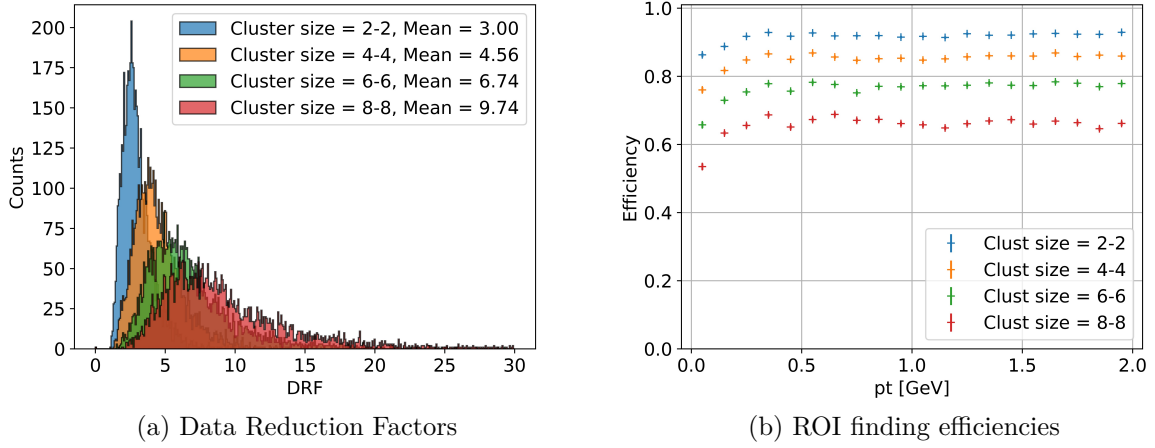 200
175
150
125
100
75
50
25
0
Counts
Cluster size = 2-2, Mean = 3.00
Cluster size = 4-4, Mean = 4.56
Cluster size = 6-6, Mean = 6.74
Cluster size = 8-8, Mean = 9.74
0 5 10 15 20 25 30
DRF
(a) Data Reduction Factors
1.0
0.8
0.6
0.4
0.2
0.0
Efficiency
Clust size = 2-2
Clust size = 4-4
Clust size = 6-6
Clust size = 8-8
0.0 0.5 1.0 1.5 2.0
pt [GeV]
(b) ROI finding efficiencies